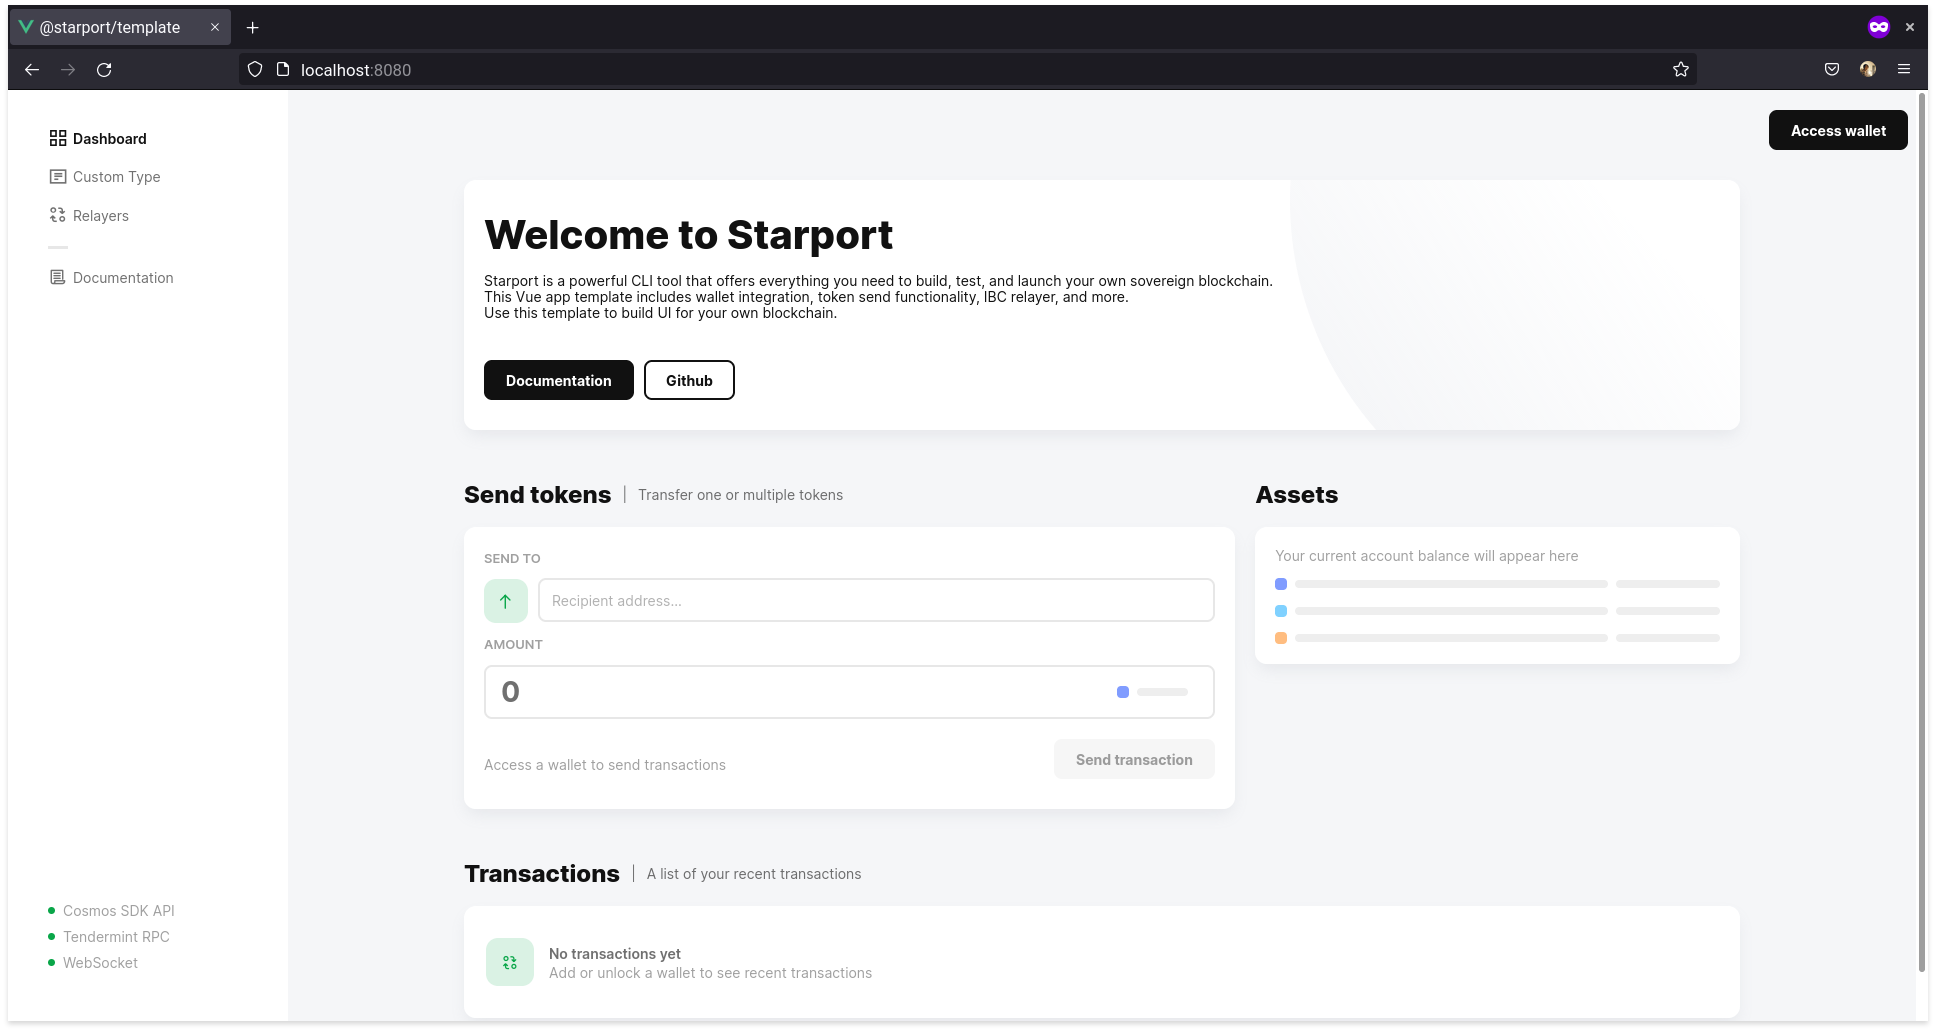 @starport/template
localhost:8080
Dashboard
Custom Type
Relayers
Documentation
Access wallet
Welcome to Starport
Starport is a powerful CLI tool that offers everything you need to build, test, and launch your own sovereign blockchain.
This Vue app template includes wallet integration, token send functionality, IBC relayer, and more.
Use this template to build UI for your own blockchain.
Documentation
Github
Send tokens
Transfer one or multiple tokens
SEND TO
Recipient address...
AMOUNT
0
Access a wallet to send transactions
Send transaction
Assets
Your current account balance will appear here
Transactions
A list of your recent transactions
No transactions yet
Add or unlock a wallet to see recent transactions
Cosmos SDK API
Tendermint RPC
WebSocket